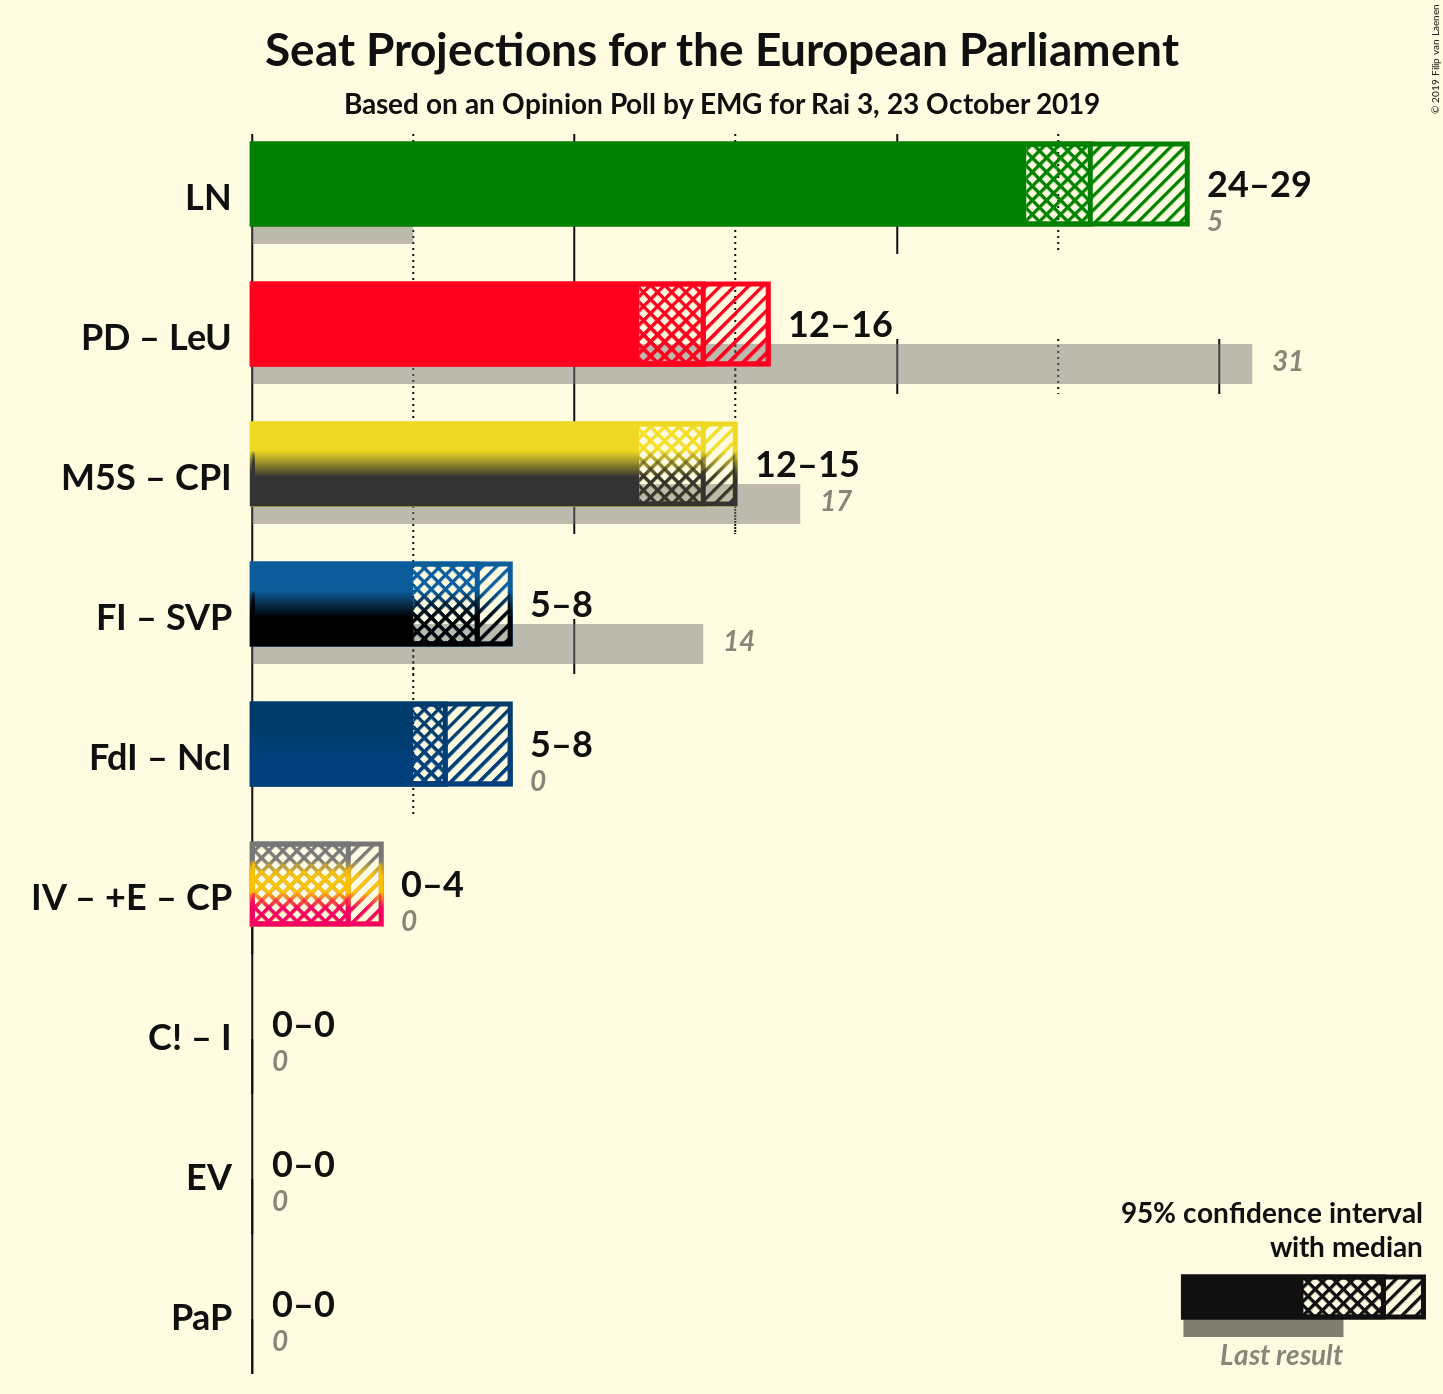 Seat Projections for the European Parliament
Based on an Opinion Poll by EMG for Rai 3, 23 October 2019
© 2019 Filip van Laenen
LN
24–29
5
PD – LeU
12–16
31
M5S – CPI
12–15
17
FI – SVP
5–8
14
FdI – NcI
5–8
0
IV – +E – CP
0–4
0
C! – I
0–0
0
EV
0–0
0
PaP
0–0
0
95% confidence interval
with median
Last result